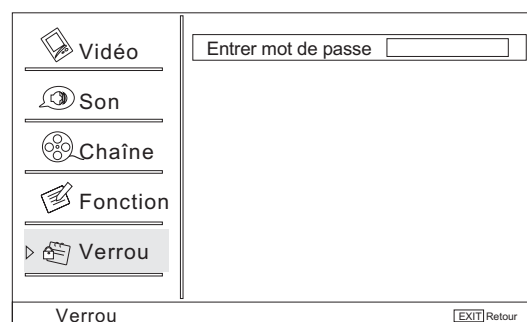 Vidéo
Son
Chaîne
Fonction
Verrou
Entrer mot de passe
Verrou
EXIT Retour